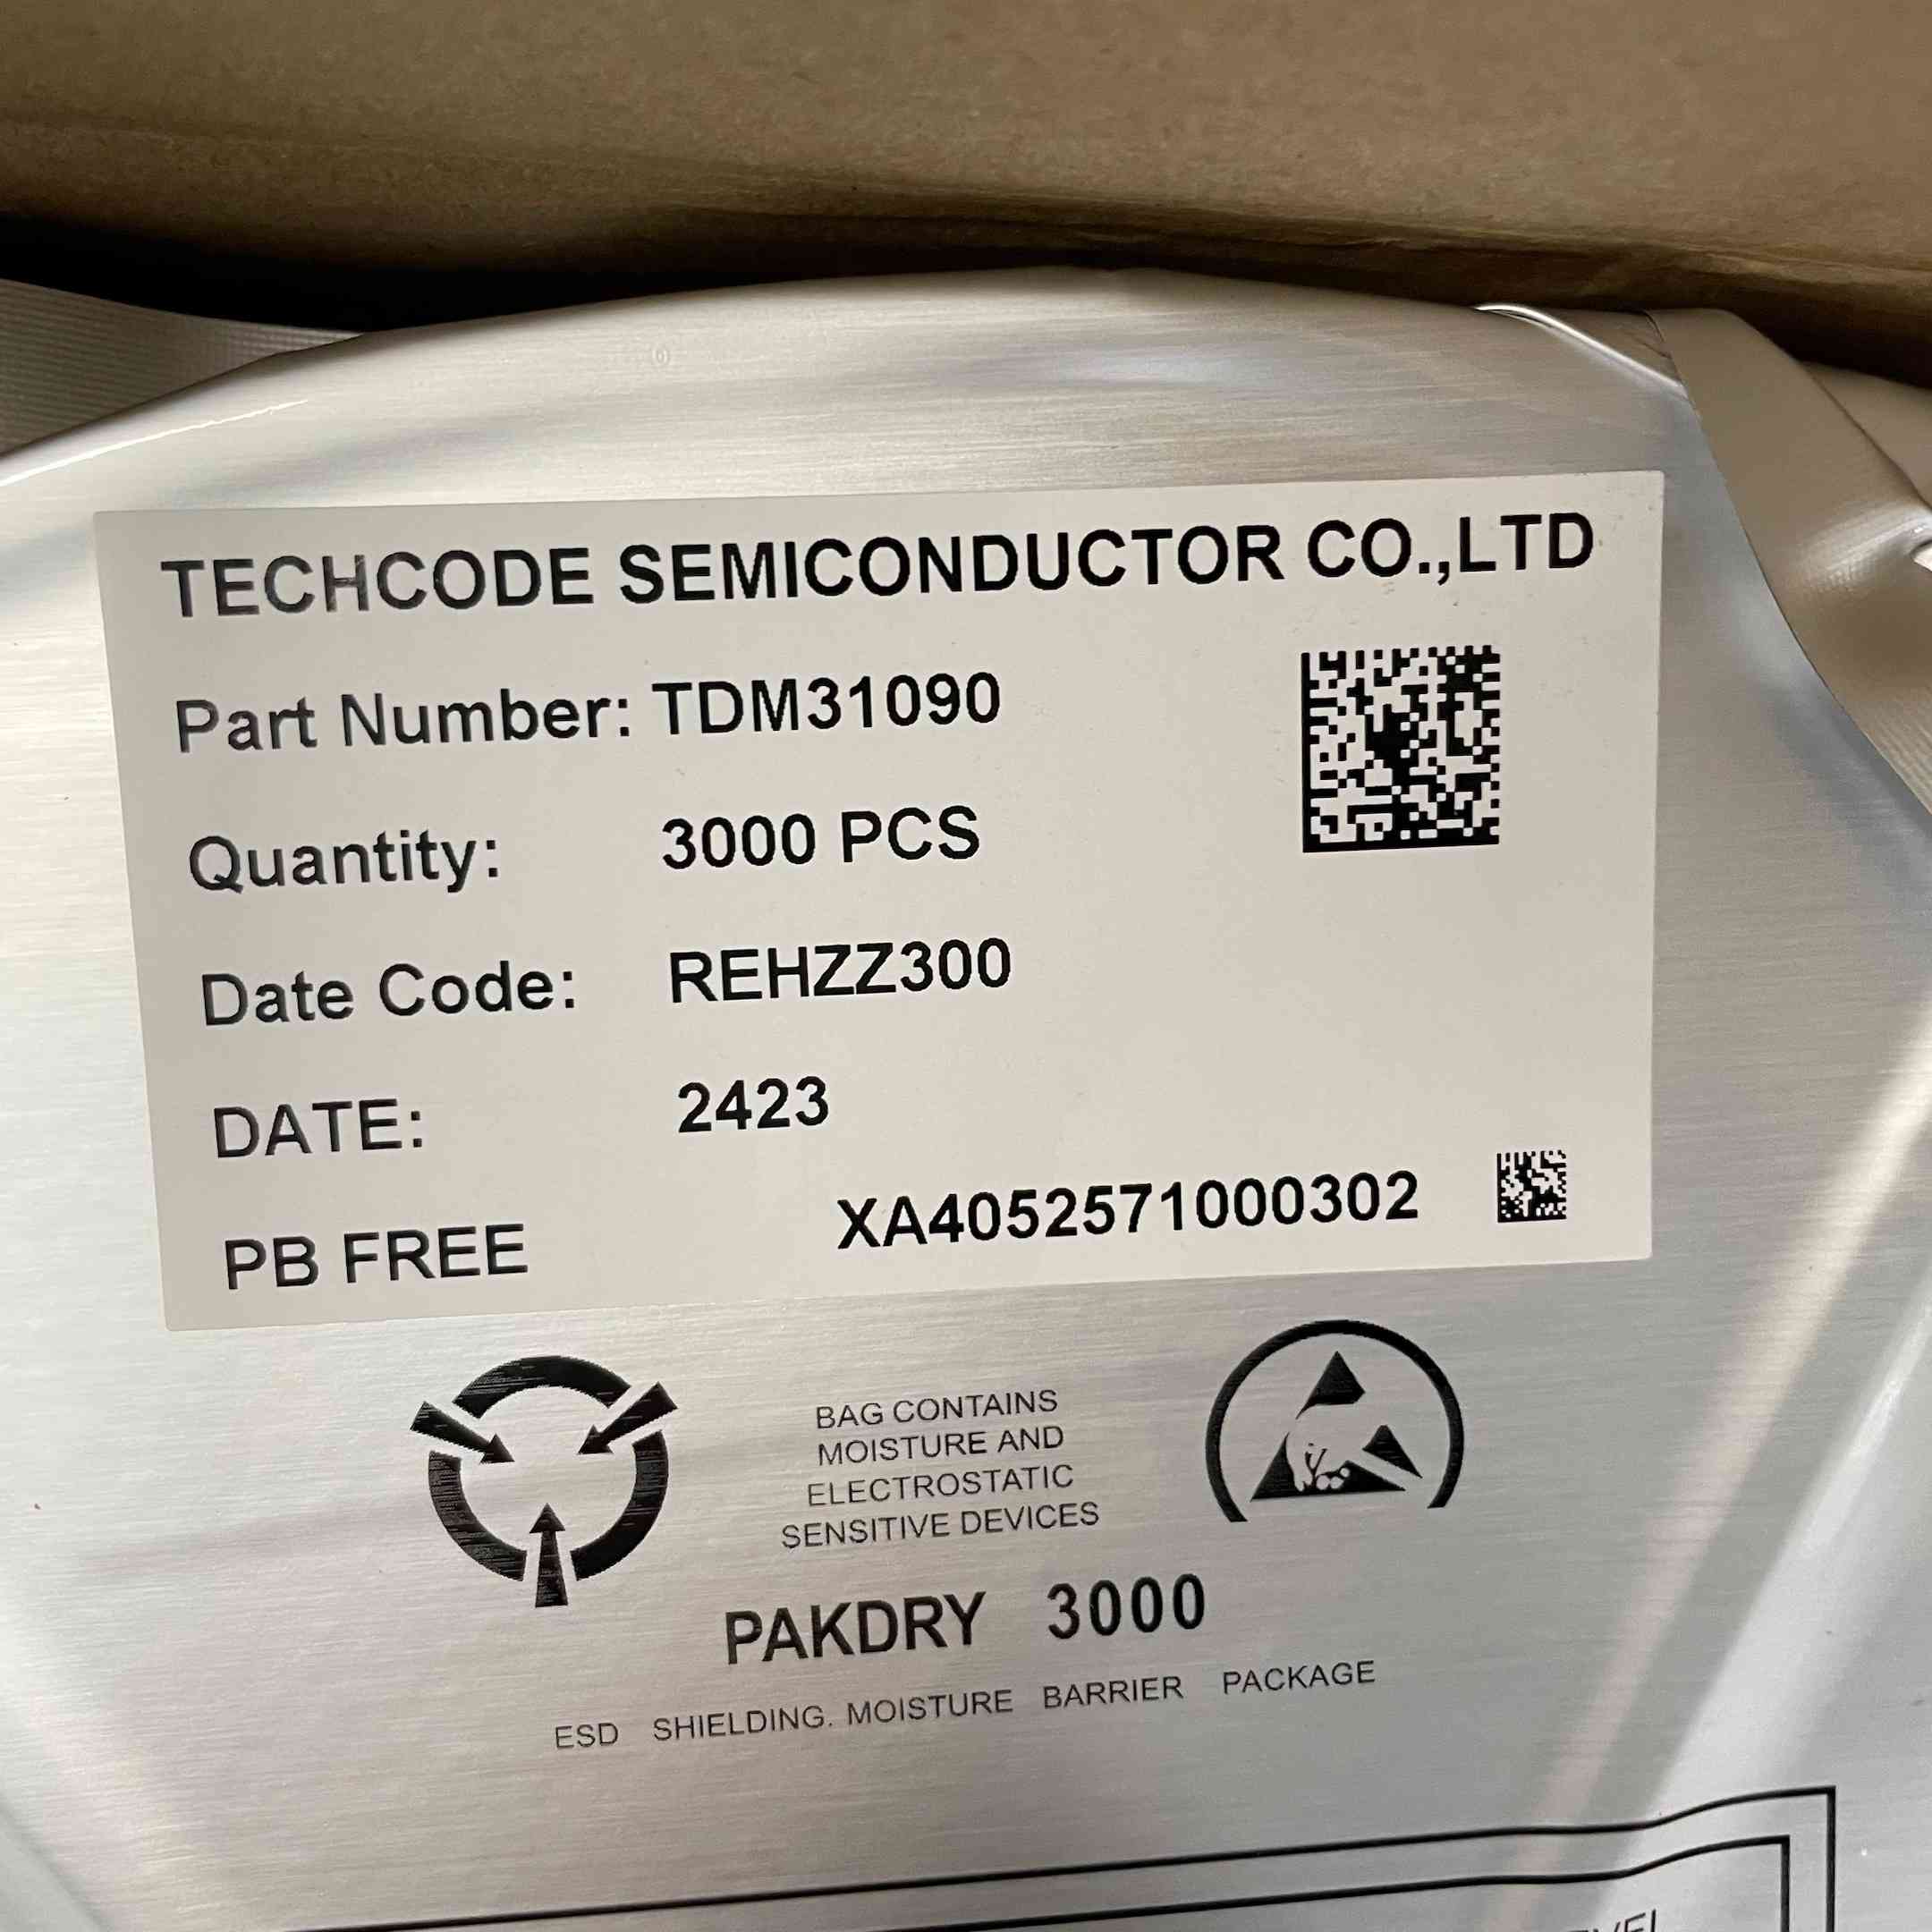 TECHCODE SEMICONDUCTOR CO.,LTD
Part Number: TDM31090
Quantity: 3000 PCS
Date Code: REHZZ300
DATE: 2423
PB FREE XA4052571000302
BAG CONTAINS
MOISTURE AND
ELECTROSTATIC
SENSITIVE DEVICES
PAKDRY 3000
ESD SHIELDING. MOISTURE BARRIER PACKAGE